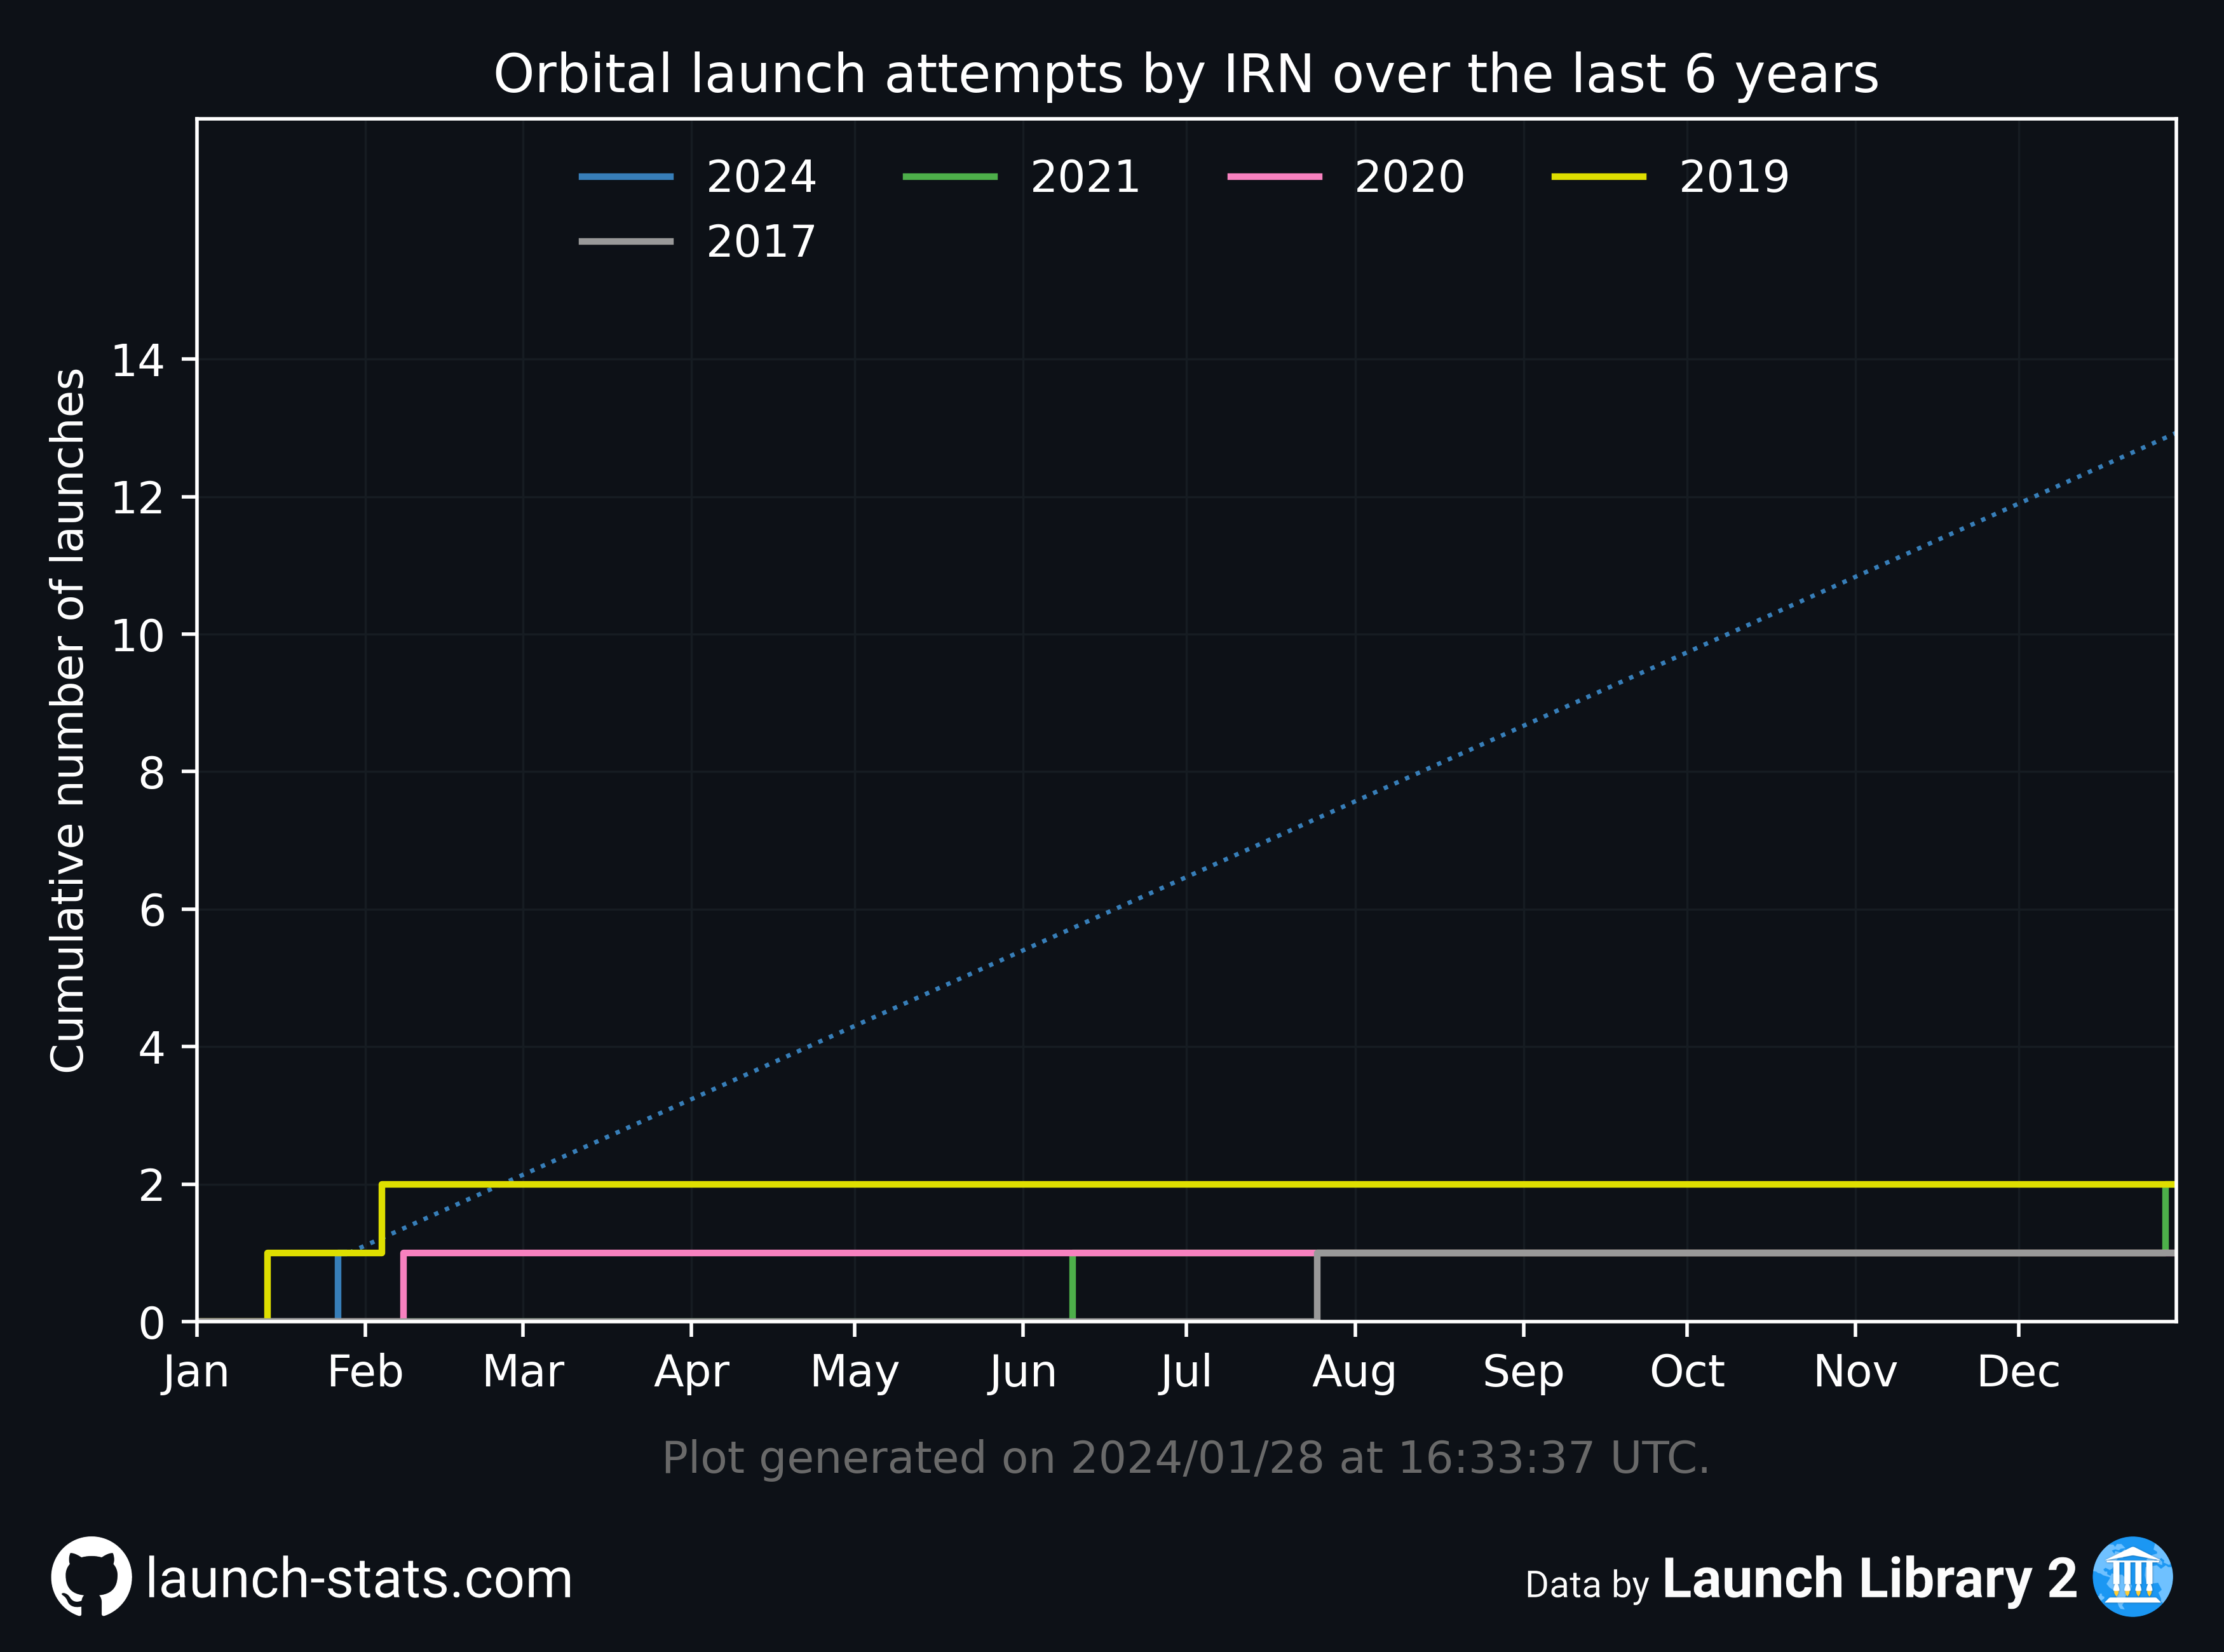 Orbital launch attempts by IRN over the last 6 years
2024 2021 2020 2019
2017
Cumulative number of launches
14
12
10
8
6
4
2
0
Jan Feb Mar Apr May Jun Jul Aug Sep Oct Nov Dec
Plot generated on 2024/01/28 at 16:33:37 UTC.
launch-stats.com
Data by Launch Library 2